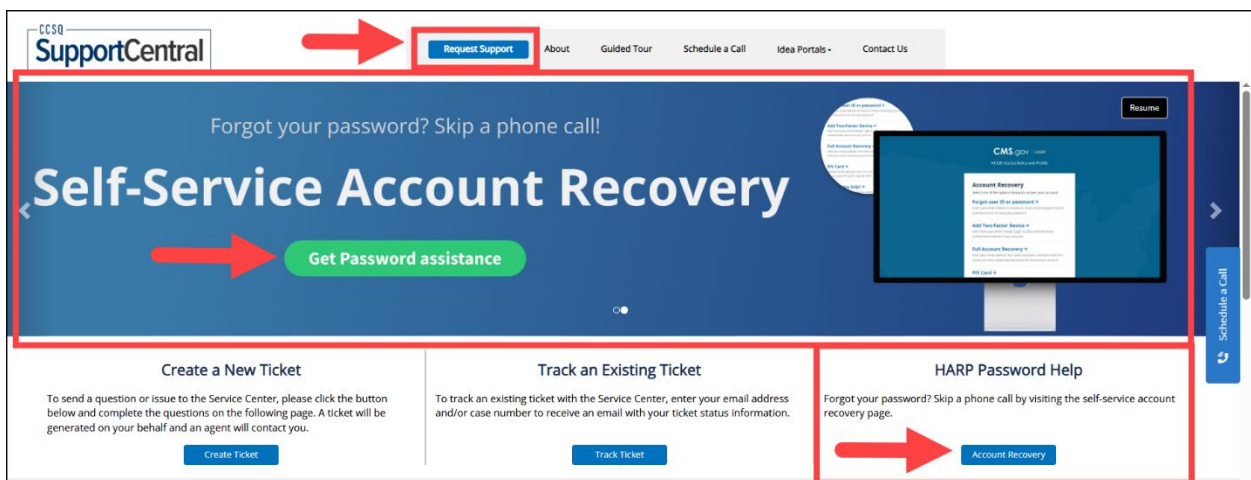 CCSQ
SupportCentral
Request Support
About
Guided Tour
Schedule a Call
Idea Portals
Contact Us
Resume
Forgot your password? Skip a phone call!
Self-Service Account Recovery
Get Password assistance
CMS.gov
Account Recovery
Forgot user ID or password?
Add Two-Factor Device
Full Account Recovery
PIV Card
Schedule a Call
Create a New Ticket
To send a question or issue to the Service Center, please click the button
below and complete the questions on the following page. A ticket will be
generated on your behalf and an agent will contact you.
Create Ticket
Track an Existing Ticket
To track an existing ticket with the Service Center, enter your email address
and/or case number to receive an email with your ticket status information.
Track Ticket
HARP Password Help
Forgot your password? Skip a phone call by visiting the self-service account
recovery page.
Account Recovery